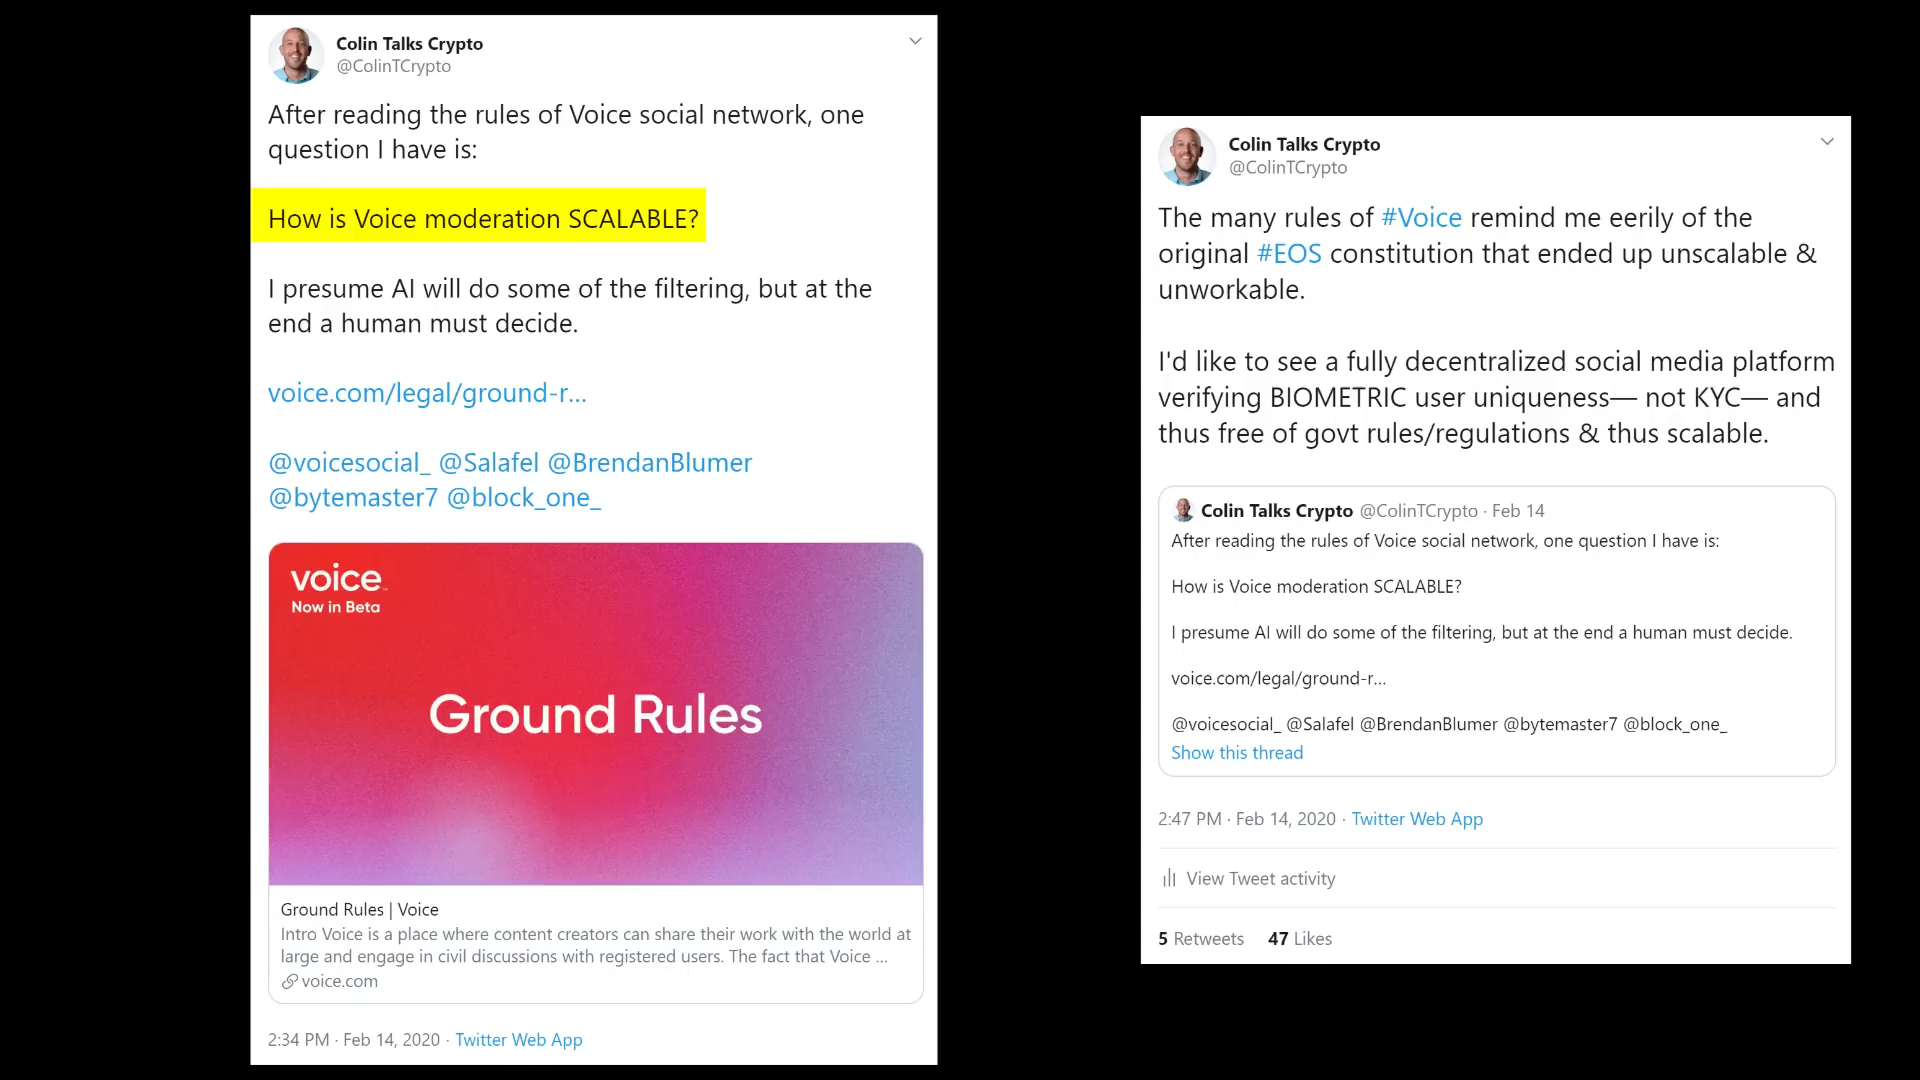 Colin Talks Crypto
@ColinTCrypto
After reading the rules of Voice social network, one
question I have is:
How is Voice moderation SCALABLE?
I presume AI will do some of the filtering, but at the
end a human must decide.
voice.com/legal/ground-r...
@voicesocial_ @Salafel @BrendanBlumer
@bytemaster7 @block_one_
voice
Now in Beta
Ground Rules
Ground Rules | Voice
Intro Voice is a place where content creators can share their work with the world at
large and engage in civil discussions with registered users. The fact that Voice ...
voice.com
2:34 PM · Feb 14, 2020 · Twitter Web App
Colin Talks Crypto
@ColinTCrypto
The many rules of #Voice remind me eerily of the
original #EOS constitution that ended up unscalable &
unworkable.
I'd like to see a fully decentralized social media platform
verifying BIOMETRIC user uniqueness— not KYC— and
thus free of govt rules/regulations & thus scalable.
Colin Talks Crypto @ColinTCrypto · Feb 14
After reading the rules of Voice social network, one question I have is:
How is Voice moderation SCALABLE?
I presume AI will do some of the filtering, but at the end a human must decide.
voice.com/legal/ground-r...
@voicesocial_ @Salafel @BrendanBlumer @bytemaster7 @block_one_
Show this thread
2:47 PM · Feb 14, 2020 · Twitter Web App
View Tweet activity
5 Retweets 47 Likes